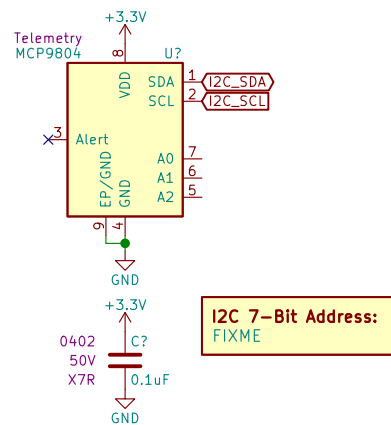 +3.3V
Telemetry
MCP9804
U?
8
VDD
SDA
1
I2C_SDA
SCL
2
I2C_SCL
3
Alert
A0
7
A1
6
A2
5
EP/GND
GND
9
4
GND
+3.3V
0402
C?
50V
X7R
0.1uF
GND
I2C 7-Bit Address:
FIXME